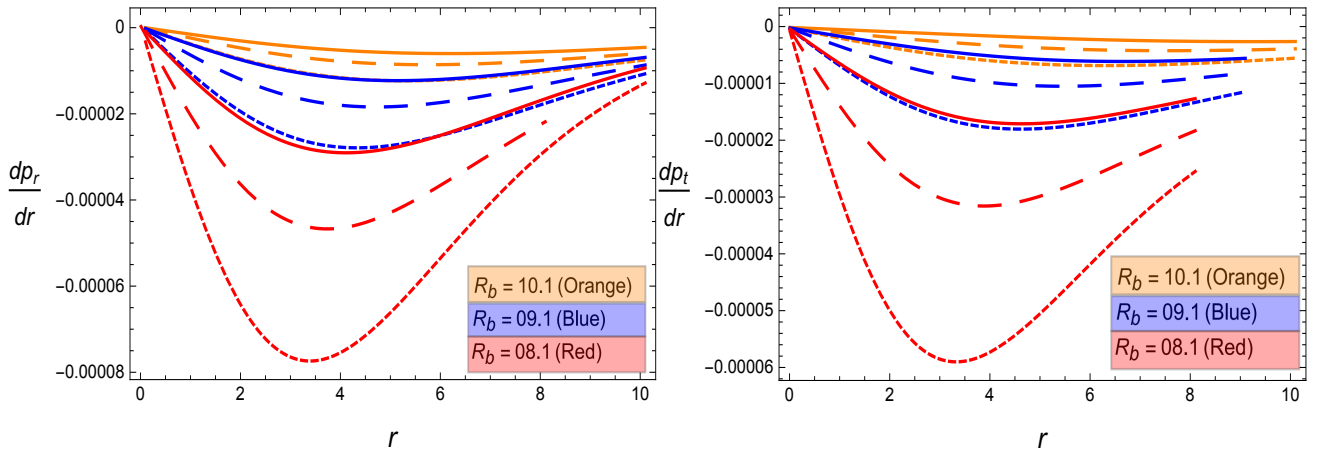 0
−0.00002
−0.00004
−0.00006
−0.00008
dp_r
dr
R_b = 10.1 (Orange)
R_b = 09.1 (Blue)
R_b = 08.1 (Red)
0 2 4 6 8 10
r
0
−0.00001
−0.00002
−0.00003
−0.00004
−0.00005
−0.00006
dp_t
dr
R_b = 10.1 (Orange)
R_b = 09.1 (Blue)
R_b = 08.1 (Red)
0 2 4 6 8 10
r